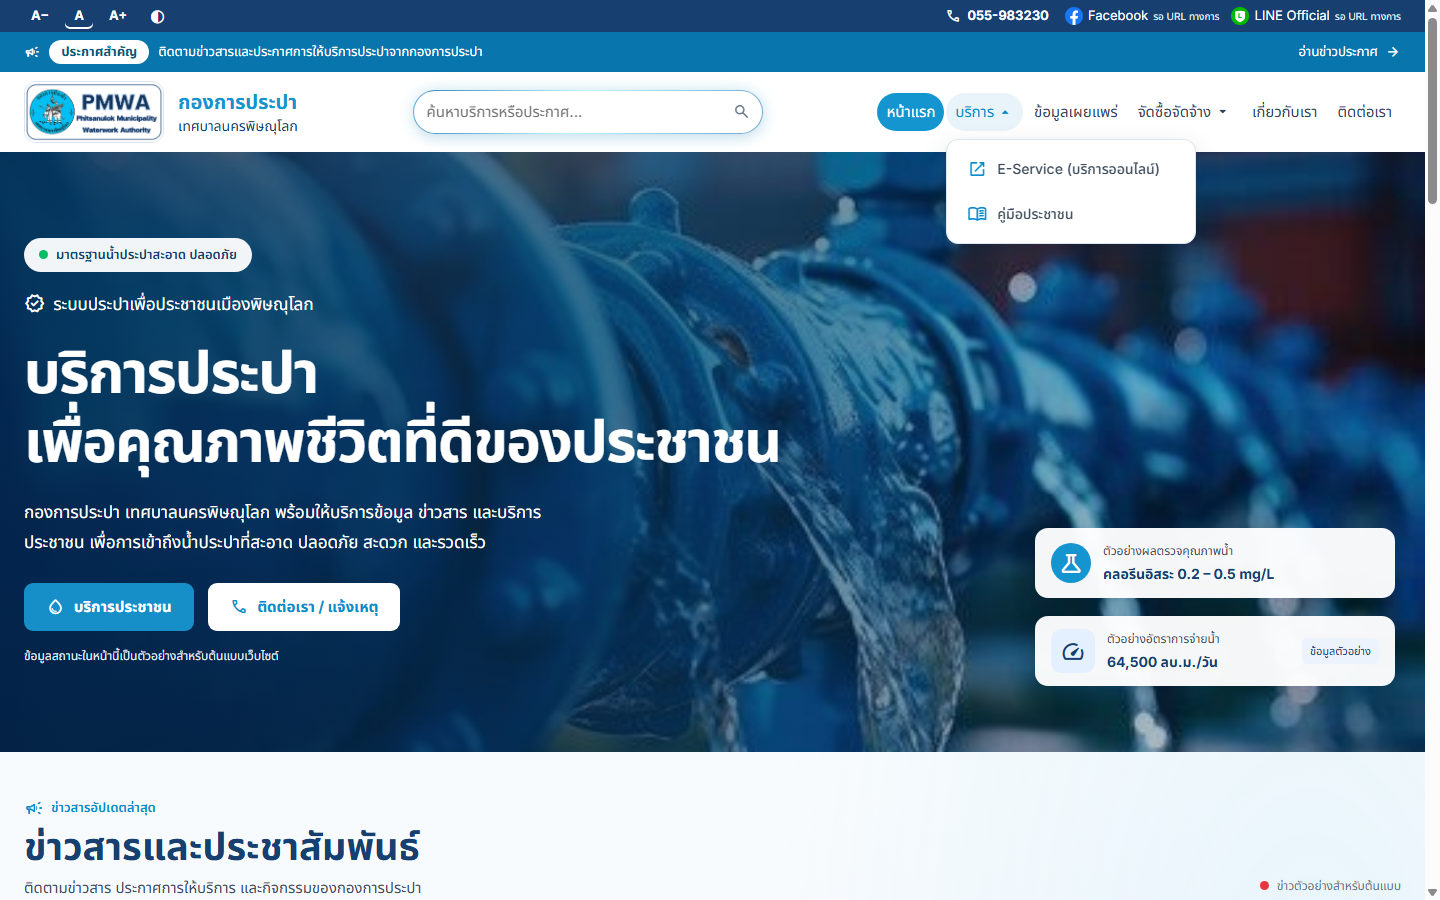 A−
A
A+
055-983230
Facebook รอ URL ทางการ
LINE Official รอ URL ทางการ
ประกาศสำคัญ
ติดตามข่าวสารและประกาศการให้บริการประปาจากกองการประปา
อ่านข่าวประกาศ
PMWA
Phitsanulok Municipality
Waterwork Authority
กองการประปา
เทศบาลนครพิษณุโลก
ค้นหาบริการหรือประกาศ...
หน้าแรก
บริการ
ข้อมูลเผยแพร่
จัดซื้อจัดจ้าง
เกี่ยวกับเรา
ติดต่อเรา
E-Service (บริการออนไลน์)
คู่มือประชาชน
มาตรฐานน้ำประปาสะอาด ปลอดภัย
ระบบประปาเพื่อประชาชนเมืองพิษณุโลก
บริการประปา
เพื่อคุณภาพชีวิตที่ดีของประชาชน
กองการประปา เทศบาลนครพิษณุโลก พร้อมให้บริการข้อมูล ข่าวสาร และบริการ
ประชาชน เพื่อการเข้าถึงน้ำประปาที่สะอาด ปลอดภัย สะดวก และรวดเร็ว
บริการประชาชน
ติดต่อเรา / แจ้งเหตุ
ข้อมูลสถานะในหน้านี้เป็นตัวอย่างสำหรับต้นแบบเว็บไซต์
ตัวอย่างผลตรวจคุณภาพน้ำ
คลอรีนอิสระ 0.2 – 0.5 mg/L
ตัวอย่างอัตราการจ่ายน้ำ
64,500 ลบ.ม./วัน
ข้อมูลตัวอย่าง
ข่าวสารอัปเดตล่าสุด
ข่าวสารและประชาสัมพันธ์
ติดตามข่าวสาร ประกาศการให้บริการ และกิจกรรมของกองการประปา
ข่าวตัวอย่างสำหรับต้นแบบ